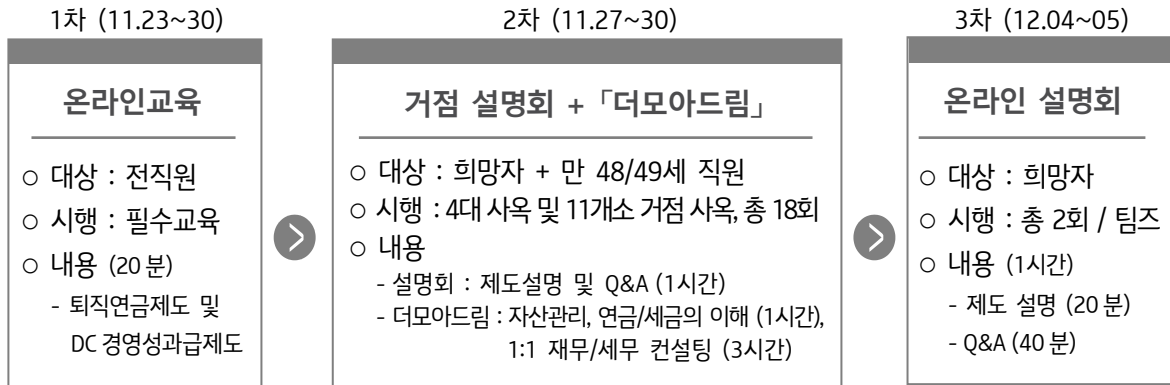 1차 (11.23~30)
온라인교육
○ 대상 : 전직원
○ 시행 : 필수교육
○ 내용 (20분)
- 퇴직연금제도 및
DC 경영성과급제도
2차 (11.27~30)
거점 설명회 +「더모아드림」
○ 대상 : 희망자 + 만 48/49세 직원
○ 시행 : 4대 사옥 및 11개소 거점 사옥, 총 18회
○ 내용
- 설명회 : 제도설명 및 Q&A (1시간)
- 더모아드림 : 자산관리, 연금/세금의 이해 (1시간),
1:1 재무/세무 컨설팅 (3시간)
3차 (12.04~05)
온라인 설명회
○ 대상 : 희망자
○ 시행 : 총 2회 / 팀즈
○ 내용 (1시간)
- 제도 설명 (20분)
- Q&A (40분)